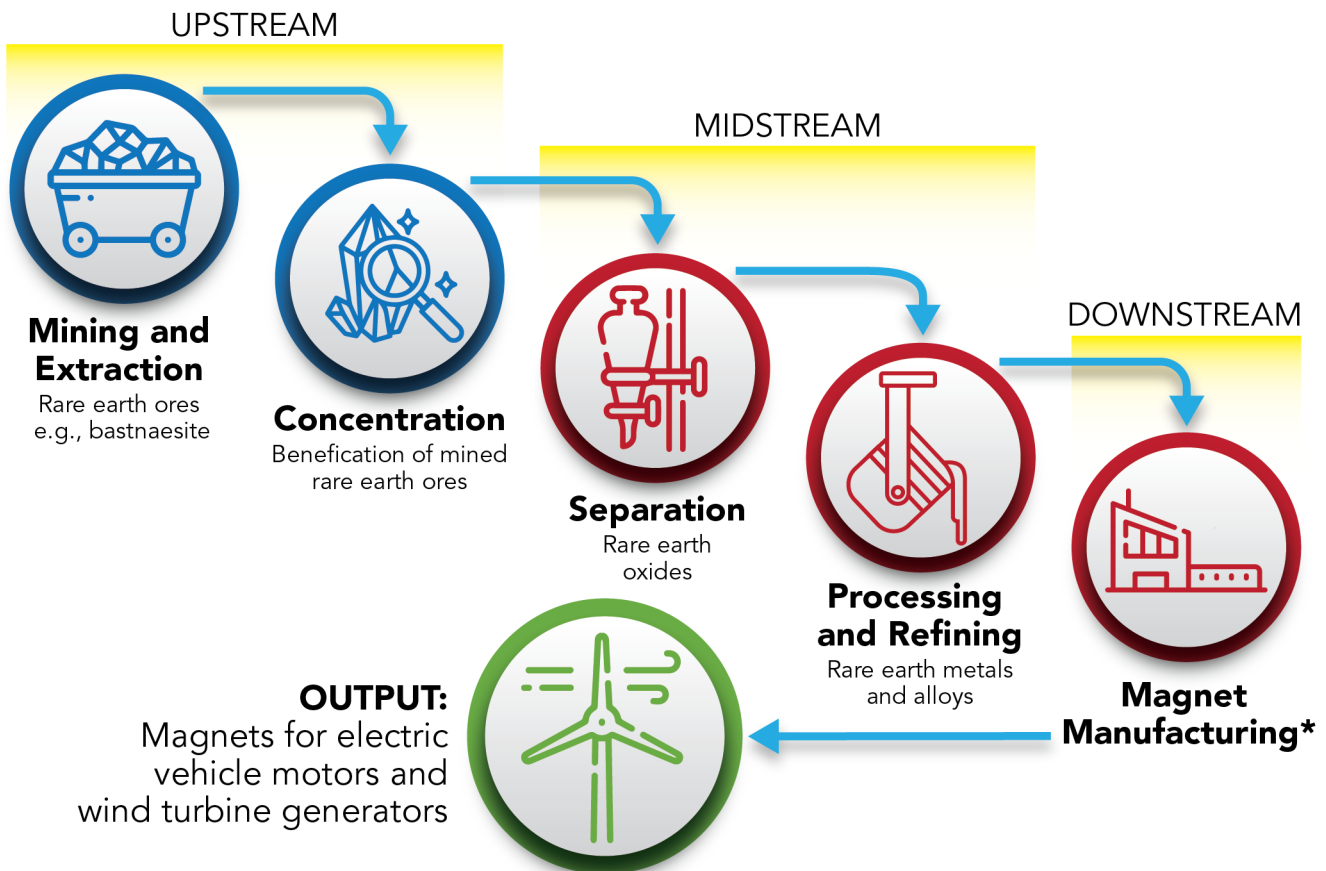 UPSTREAM
Mining and
Extraction
Rare earth ores
e.g., bastnaesite
Concentration
Benefication of mined
rare earth ores
MIDSTREAM
Separation
Rare earth
oxides
Processing
and Refining
Rare earth metals
and alloys
DOWNSTREAM
Magnet
Manufacturing*
OUTPUT:
Magnets for electric
vehicle motors and
wind turbine generators